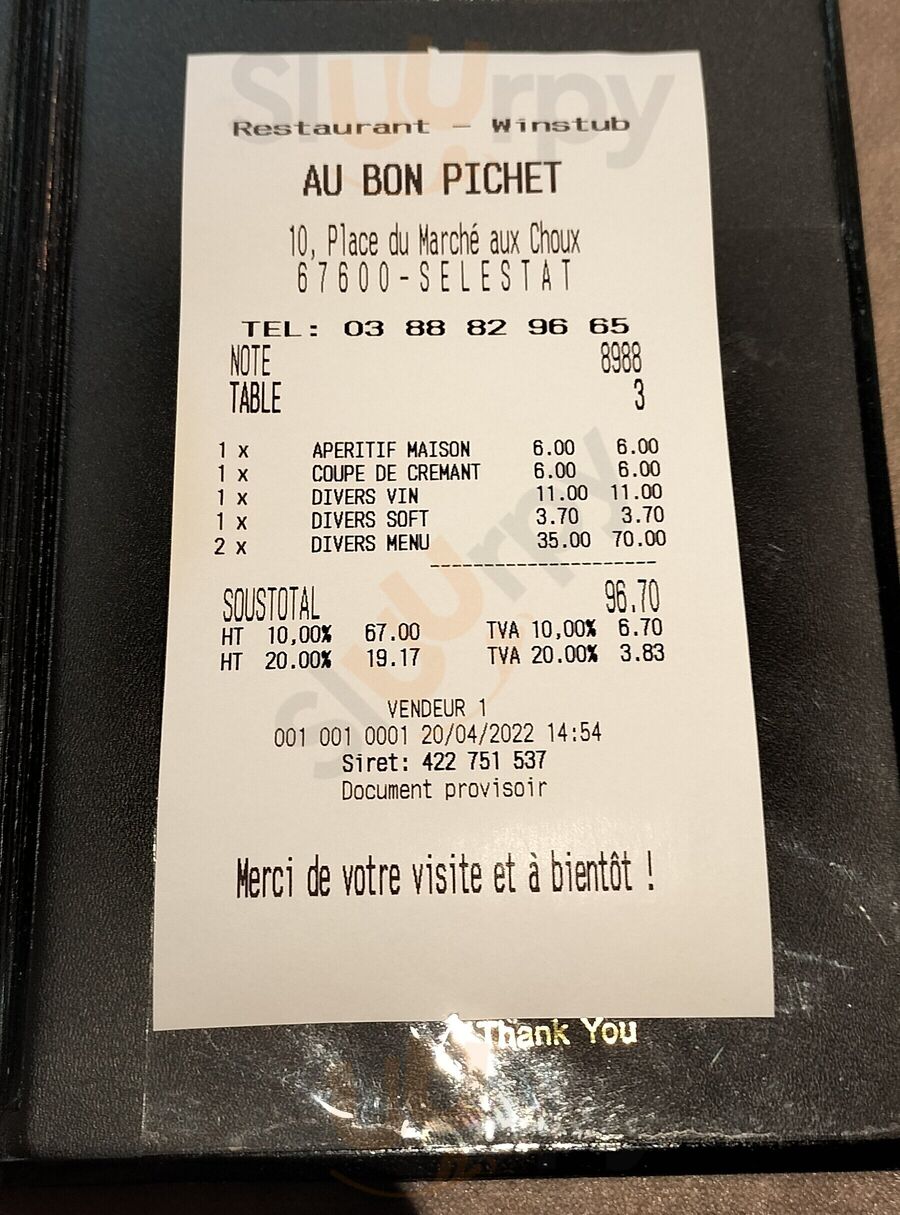 Restaurant - Winstub
AU BON PICHET
10, Place du Marché aux Choux
67600-SELESTAT
TEL: 03 88 82 96 65
NOTE 8988
TABLE 3
1 x APERITIF MAISON 6.00 6.00
1 x COUPE DE CREMANT 6.00 6.00
1 x DIVERS VIN 11.00 11.00
1 x DIVERS SOFT 3.70 3.70
2 x DIVERS MENU 35.00 70.00
--------------------
SOUSTOTAL 96.70
HT 10,00% 67.00 TVA 10,00% 6.70
HT 20.00% 19.17 TVA 20.00% 3.83
VENDEUR 1
001 001 0001 20/04/2022 14:54
Siret: 422 751 537
Document provisoir
Merci de votre visite et à bientôt !
Thank You
Sluurpy
Sluurpy